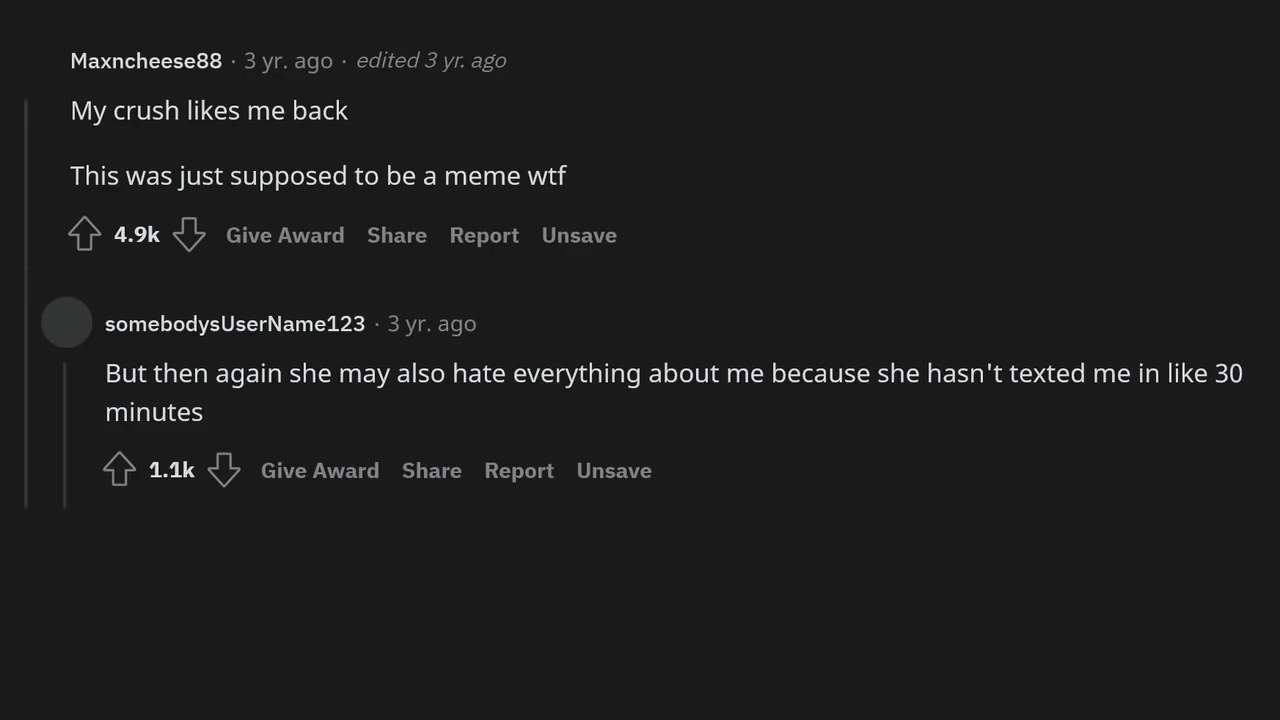 Maxncheese88 · 3 yr. ago · edited 3 yr. ago
My crush likes me back
This was just supposed to be a meme wtf
4.9k Give Award Share Report Unsave
somebodysUserName123 · 3 yr. ago
But then again she may also hate everything about me because she hasn't texted me in like 30
minutes
1.1k Give Award Share Report Unsave